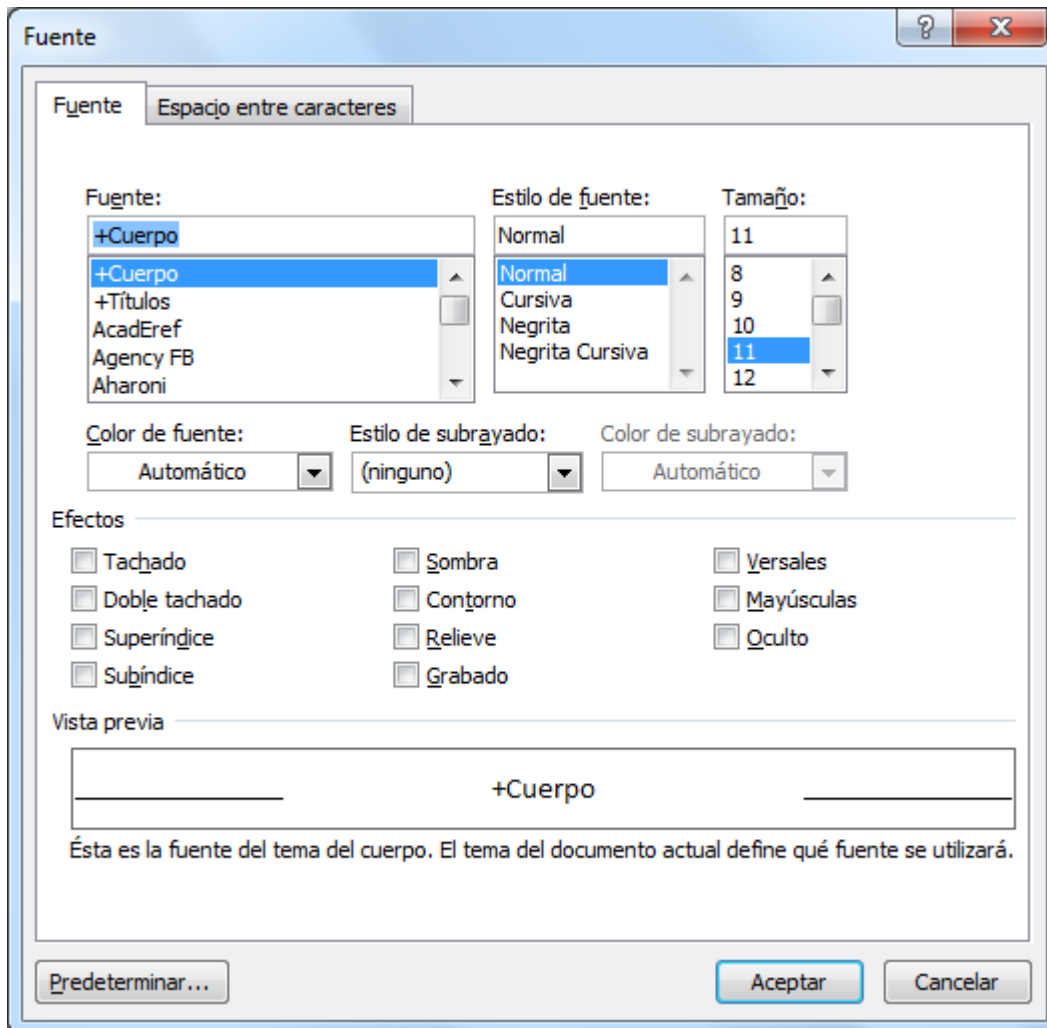 Fuente
Fuente Espacio entre caracteres
Fuente: Estilo de fuente: Tamaño:
+Cuerpo Normal 11
+Cuerpo Normal 8
+Títulos Cursiva 9
AcadEref Negrita 10
Agency FB Negrita Cursiva 11
Aharoni 12
Color de fuente: Estilo de subrayado: Color de subrayado:
Automático (ninguno) Automático
Efectos
Tachado Sombra Versales
Doble tachado Contorno Mayúsculas
Superíndice Relieve Oculto
Subíndice Grabado
Vista previa
+Cuerpo
Ésta es la fuente del tema del cuerpo. El tema del documento actual define qué fuente se utilizará.
Predeterminar... Aceptar Cancelar